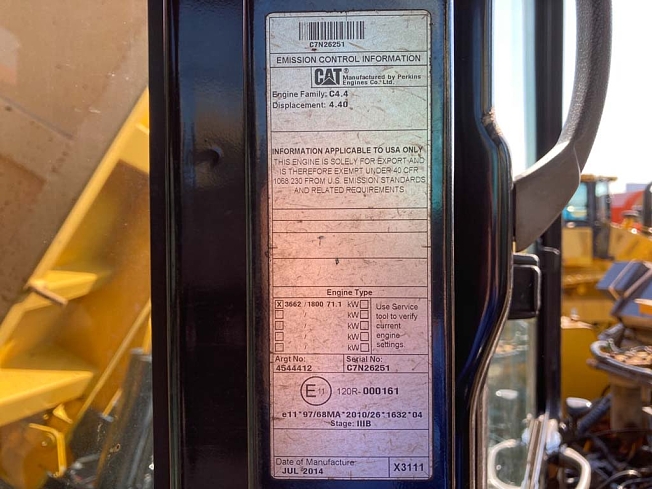 C7N26251
EMISSION CONTROL INFORMATION
CAT® Manufactured by Perkins
Engines Co. Ltd.
Engine Family: C4.4
Displacement: 4.40
INFORMATION APPLICABLE TO USA ONLY
THIS ENGINE IS SOLELY FOR EXPORT AND
IS THEREFORE EXEMPT UNDER 40 CFR
1068.230 FROM U.S. EMISSION STANDARDS
AND RELATED REQUIREMENTS
Engine Type
X 3662 /1800 71.1 kW
/ kW
/ kW
/ kW
/ kW
Use Service
tool to verify
current
engine
settings
Argt No: Serial No:
4544412 C7N26251
E11 120R-000161
e11*97/68MA*2010/26*1632*04
Stage: IIIB
Date of Manufacture:
JUL 2014 X3111